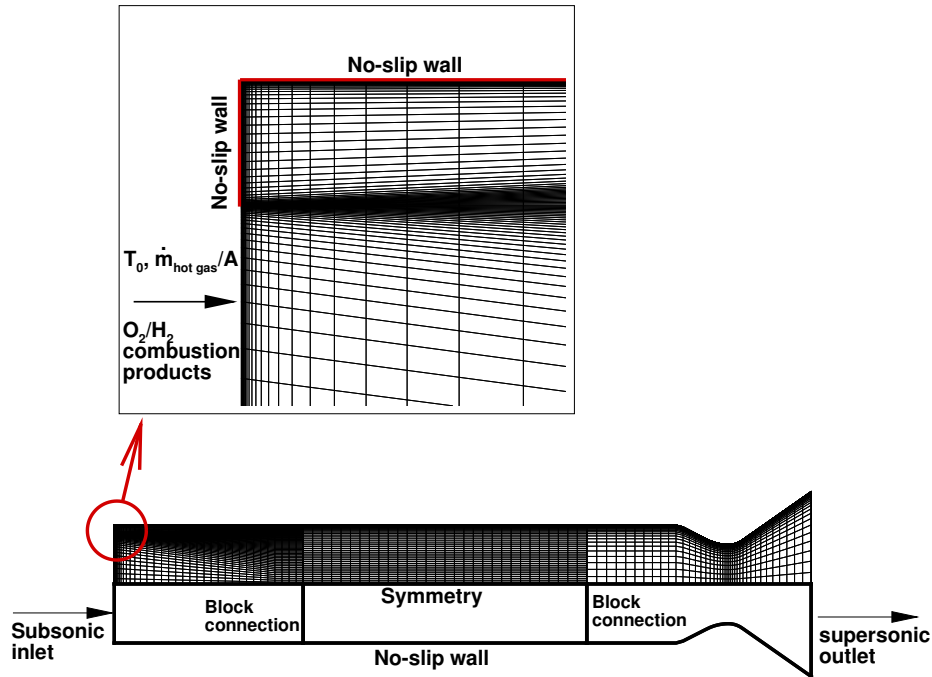 No-slip wall
No-slip wall
T₀, ṁ_hot gas/A
O₂/H₂
combustion
products
Subsonic
inlet
Block
connection
Symmetry
No-slip wall
Block
connection
supersonic
outlet